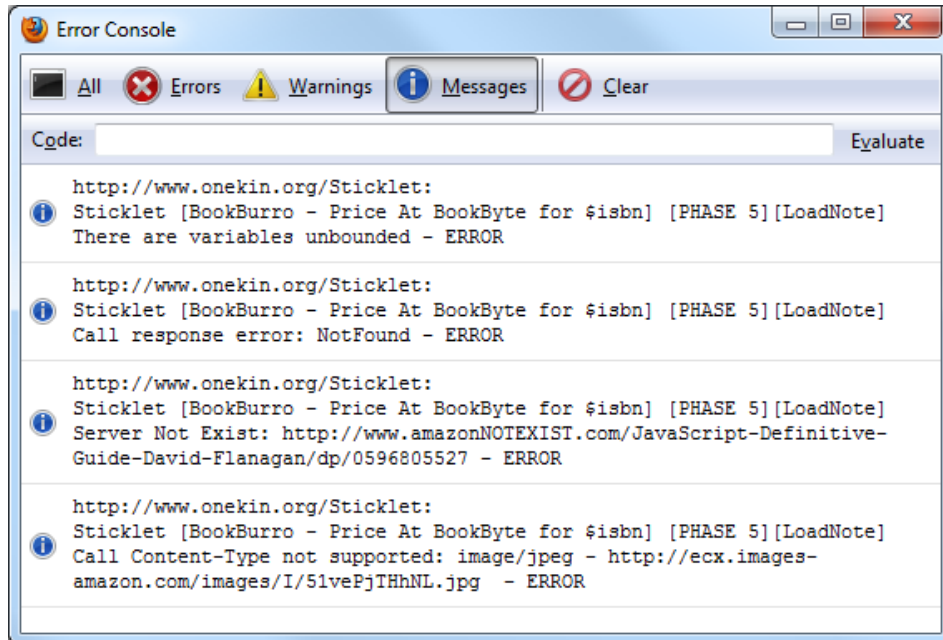 Error Console
All Errors Warnings Messages Clear
Code: Evaluate
http://www.onekin.org/Sticklet:
Sticklet [BookBurro - Price At BookByte for $isbn] [PHASE 5][LoadNote]
There are variables unbounded - ERROR
http://www.onekin.org/Sticklet:
Sticklet [BookBurro - Price At BookByte for $isbn] [PHASE 5][LoadNote]
Call response error: NotFound - ERROR
http://www.onekin.org/Sticklet:
Sticklet [BookBurro - Price At BookByte for $isbn] [PHASE 5][LoadNote]
Server Not Exist: http://www.amazonNOTEXIST.com/JavaScript-Definitive-
Guide-David-Flanagan/dp/0596805527 - ERROR
http://www.onekin.org/Sticklet:
Sticklet [BookBurro - Price At BookByte for $isbn] [PHASE 5][LoadNote]
Call Content-Type not supported: image/jpeg - http://ecx.images-
amazon.com/images/I/51vePjTHhNL.jpg - ERROR